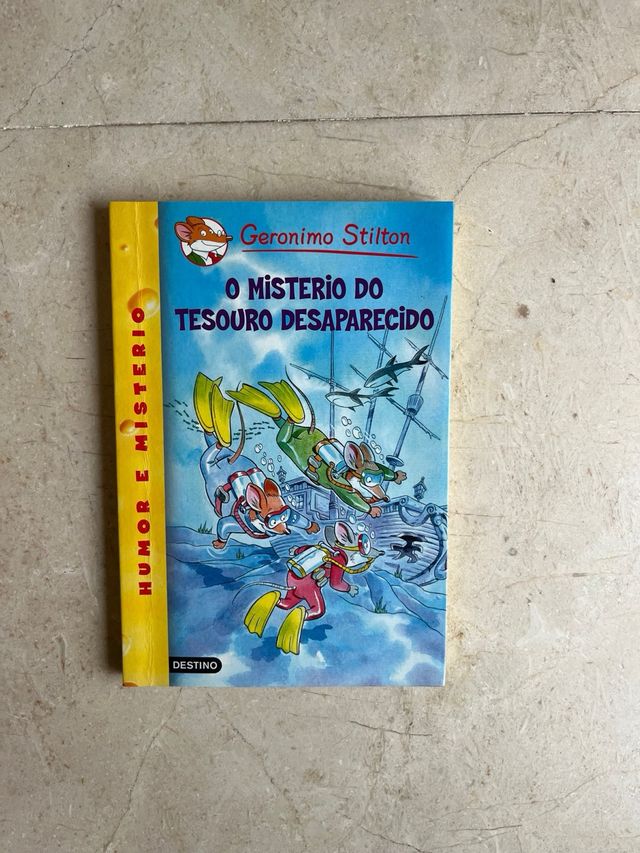 Geronimo Stilton
O MISTERIO DO
TESOURO DESAPARECIDO
HUMOR E MISTERIO
DESTINO